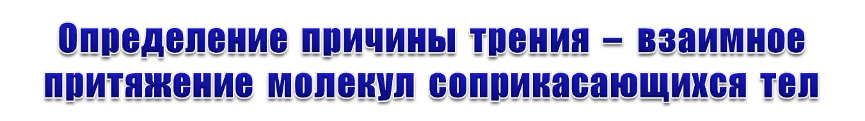 Определение причины трения – взаимное
притяжение молекул соприкасающихся тел